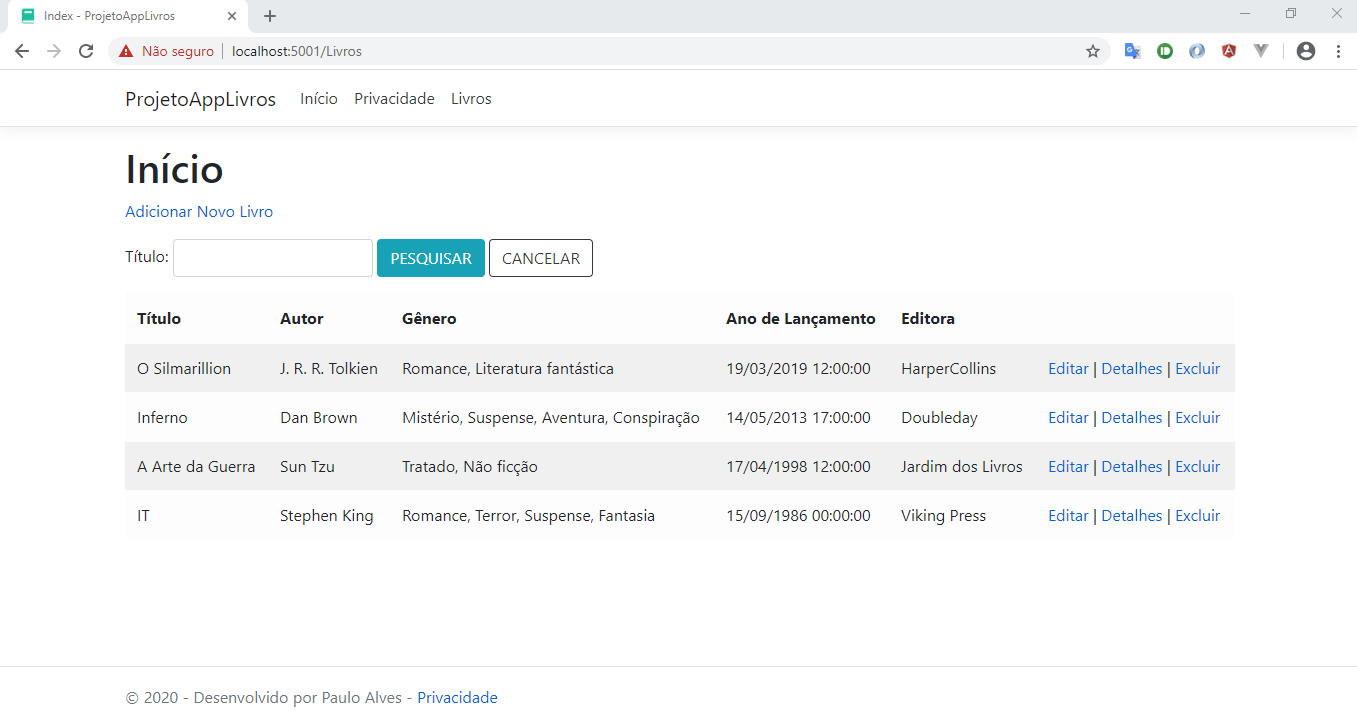 Index - ProjetoAppLivros
Não seguro localhost:5001/Livros
ProjetoAppLivros Início Privacidade Livros
Início
Adicionar Novo Livro
Título: PESQUISAR CANCELAR
Título Autor Gênero Ano de Lançamento Editora
O Silmarillion J. R. R. Tolkien Romance, Literatura fantástica 19/03/2019 12:00:00 HarperCollins Editar | Detalhes | Excluir
Inferno Dan Brown Mistério, Suspense, Aventura, Conspiração 14/05/2013 17:00:00 Doubleday Editar | Detalhes | Excluir
A Arte da Guerra Sun Tzu Tratado, Não ficção 17/04/1998 12:00:00 Jardim dos Livros Editar | Detalhes | Excluir
IT Stephen King Romance, Terror, Suspense, Fantasia 15/09/1986 00:00:00 Viking Press Editar | Detalhes | Excluir
© 2020 - Desenvolvido por Paulo Alves - Privacidade